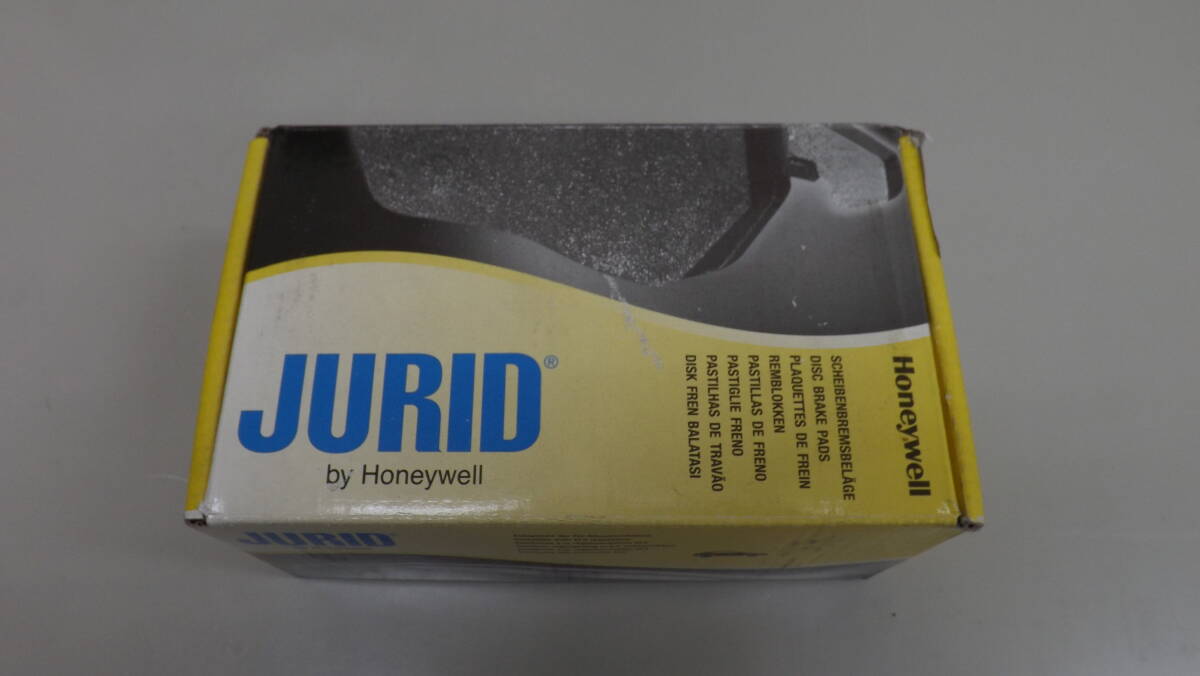 JURID®
by Honeywell
Honeywell
SCHEIBENBREMSBELÄGE
DISC BRAKE PADS
PLAQUETTES DE FREIN
REMBLOKKEN
PASTILLAS DE FRENO
PASTIGLIE FRENO
PASTILHAS DE TRAVÃO
DISK FREN BALATASI
JURID